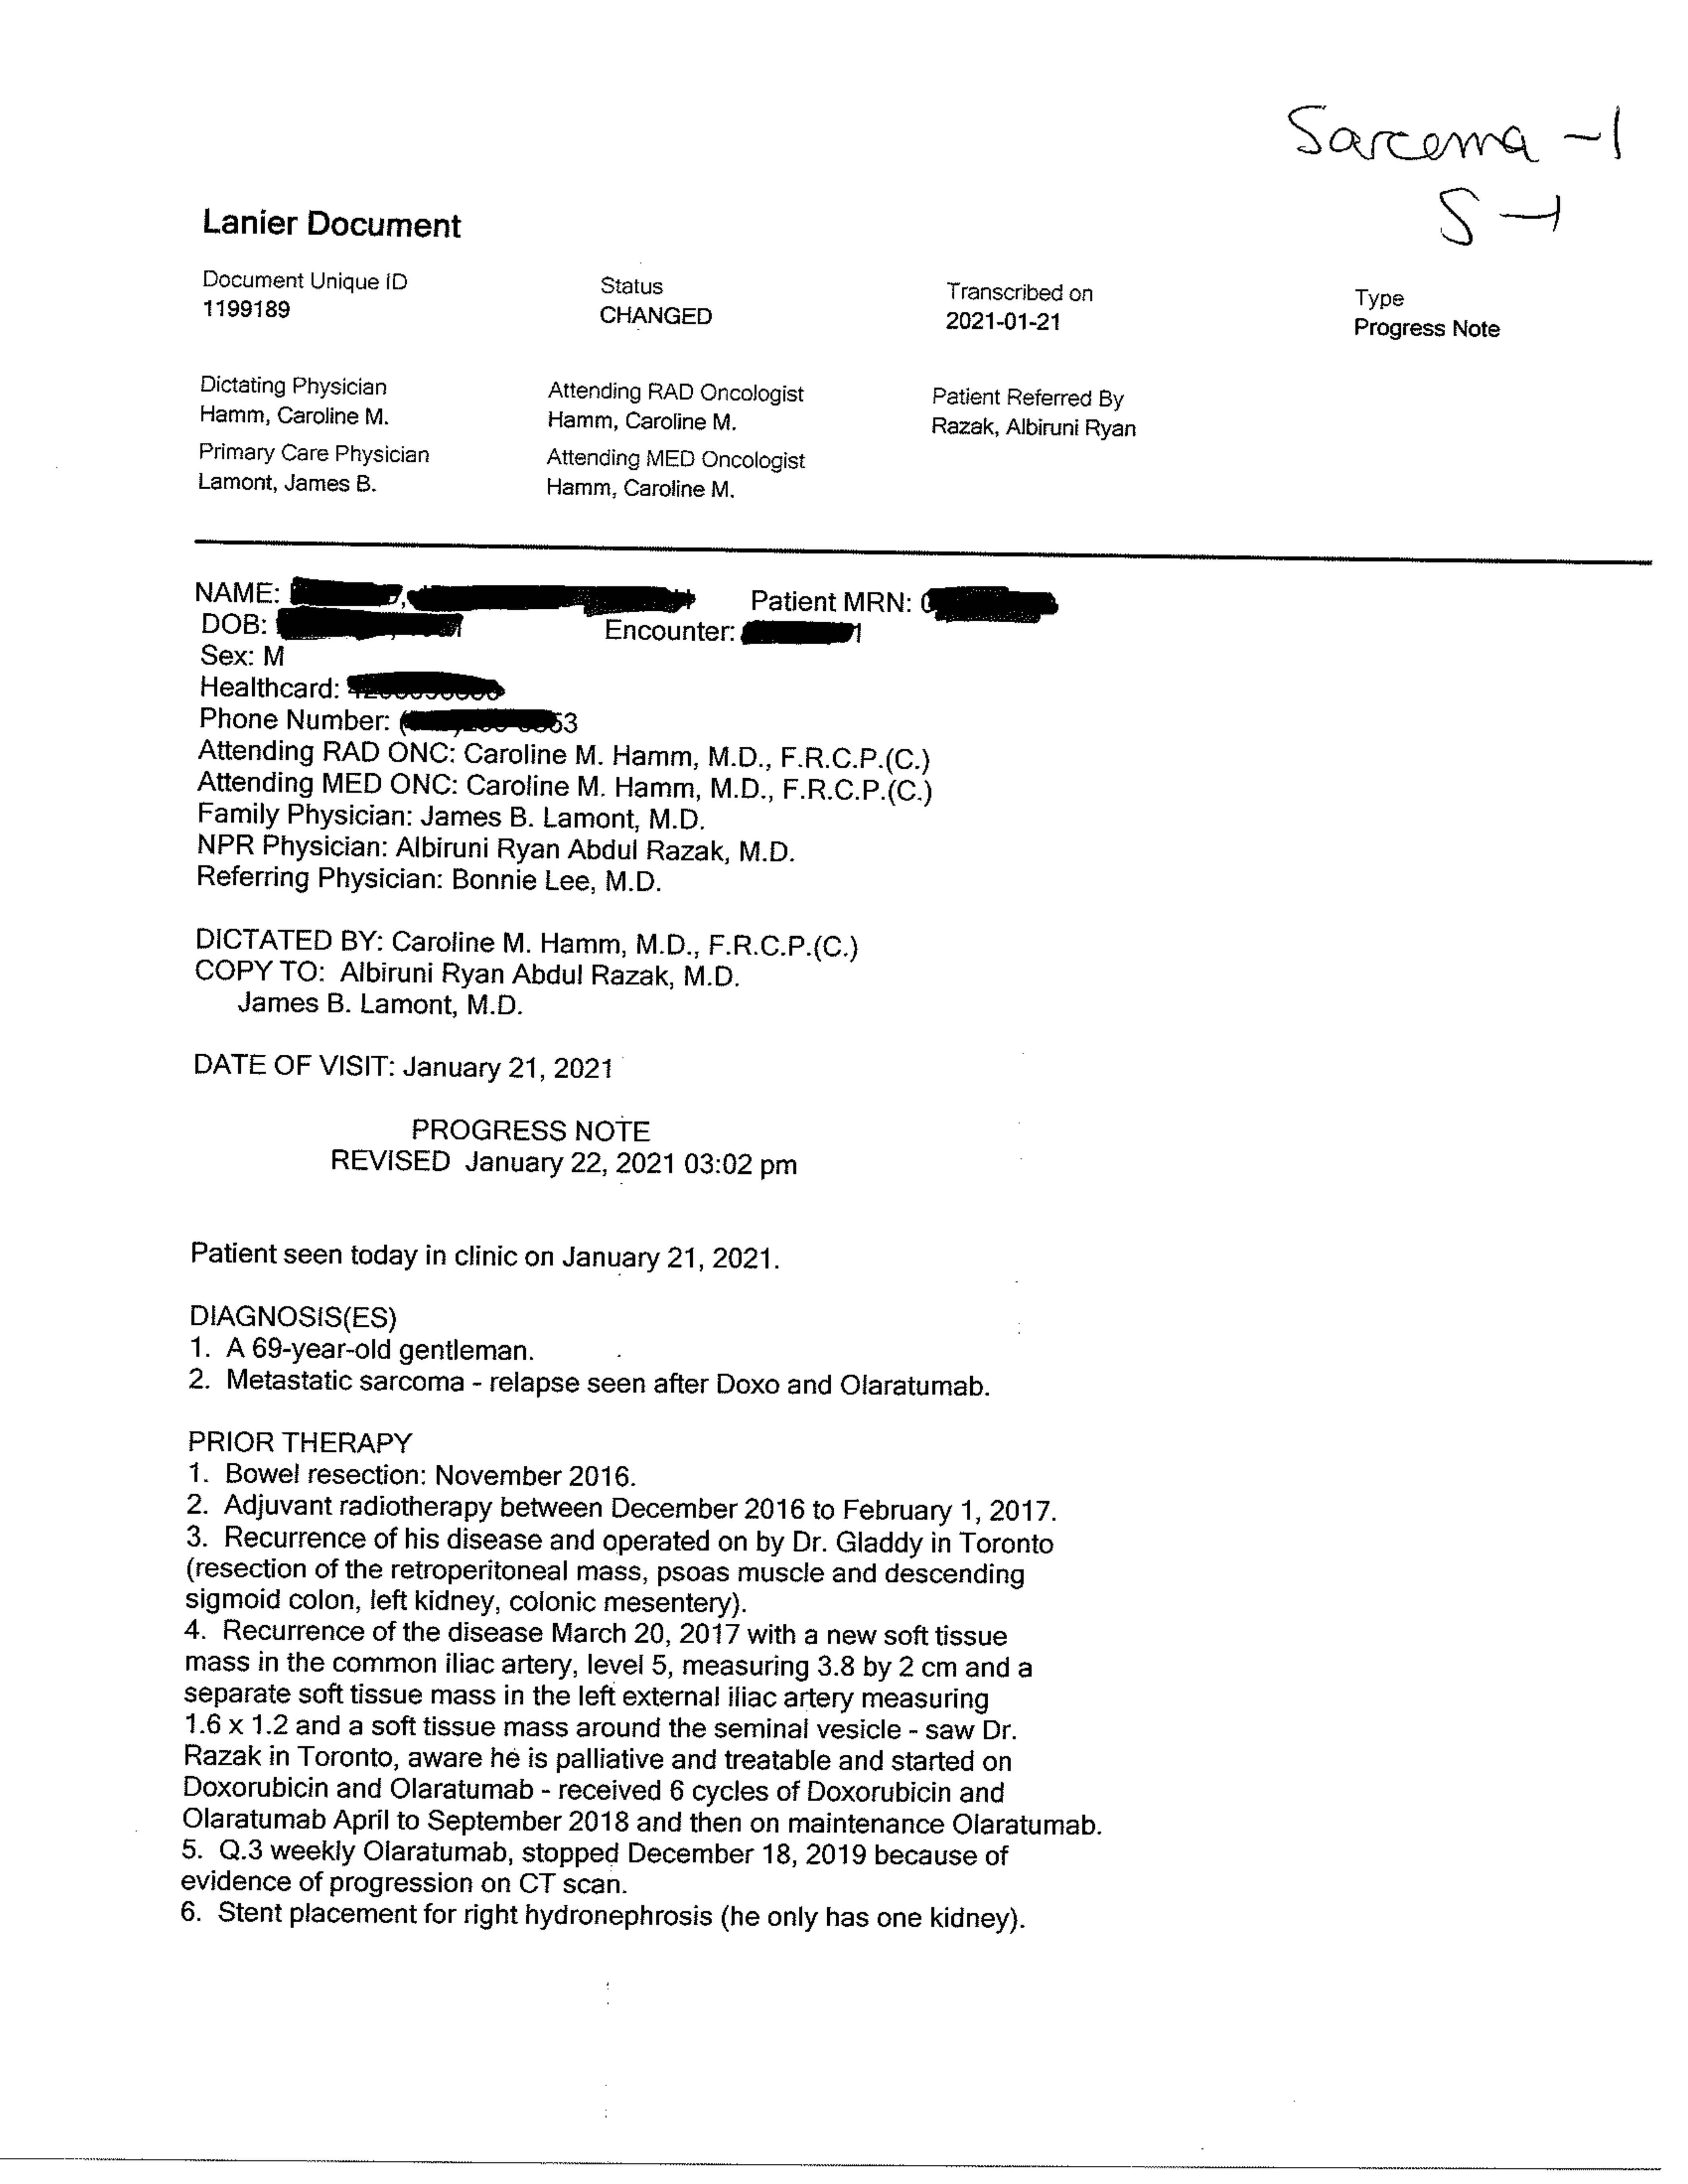 Sarcoma -1
S-1
Lanier Document
Document Unique ID Status Transcribed on Type
1199189 CHANGED 2021-01-21 Progress Note
Dictating Physician Attending RAD Oncologist Patient Referred By
Hamm, Caroline M. Hamm, Caroline M. Razak, Albiruni Ryan
Primary Care Physician Attending MED Oncologist
Lamont, James B. Hamm, Caroline M.
NAME: Patient MRN:
DOB: Encounter:
Sex: M
Healthcard:
Phone Number: ( 53
Attending RAD ONC: Caroline M. Hamm, M.D., F.R.C.P.(C.)
Attending MED ONC: Caroline M. Hamm, M.D., F.R.C.P.(C.)
Family Physician: James B. Lamont, M.D.
NPR Physician: Albiruni Ryan Abdul Razak, M.D.
Referring Physician: Bonnie Lee, M.D.
DICTATED BY: Caroline M. Hamm, M.D., F.R.C.P.(C.)
COPY TO: Albiruni Ryan Abdul Razak, M.D.
James B. Lamont, M.D.
DATE OF VISIT: January 21, 2021
PROGRESS NOTE
REVISED January 22, 2021 03:02 pm
Patient seen today in clinic on January 21, 2021.
DIAGNOSIS(ES)
1. A 69-year-old gentleman.
2. Metastatic sarcoma - relapse seen after Doxo and Olaratumab.
PRIOR THERAPY
1. Bowel resection: November 2016.
2. Adjuvant radiotherapy between December 2016 to February 1, 2017.
3. Recurrence of his disease and operated on by Dr. Gladdy in Toronto
(resection of the retroperitoneal mass, psoas muscle and descending
sigmoid colon, left kidney, colonic mesentery).
4. Recurrence of the disease March 20, 2017 with a new soft tissue
mass in the common iliac artery, level 5, measuring 3.8 by 2 cm and a
separate soft tissue mass in the left external iliac artery measuring
1.6 x 1.2 and a soft tissue mass around the seminal vesicle - saw Dr.
Razak in Toronto, aware he is palliative and treatable and started on
Doxorubicin and Olaratumab - received 6 cycles of Doxorubicin and
Olaratumab April to September 2018 and then on maintenance Olaratumab.
5. Q.3 weekly Olaratumab, stopped December 18, 2019 because of
evidence of progression on CT scan.
6. Stent placement for right hydronephrosis (he only has one kidney).